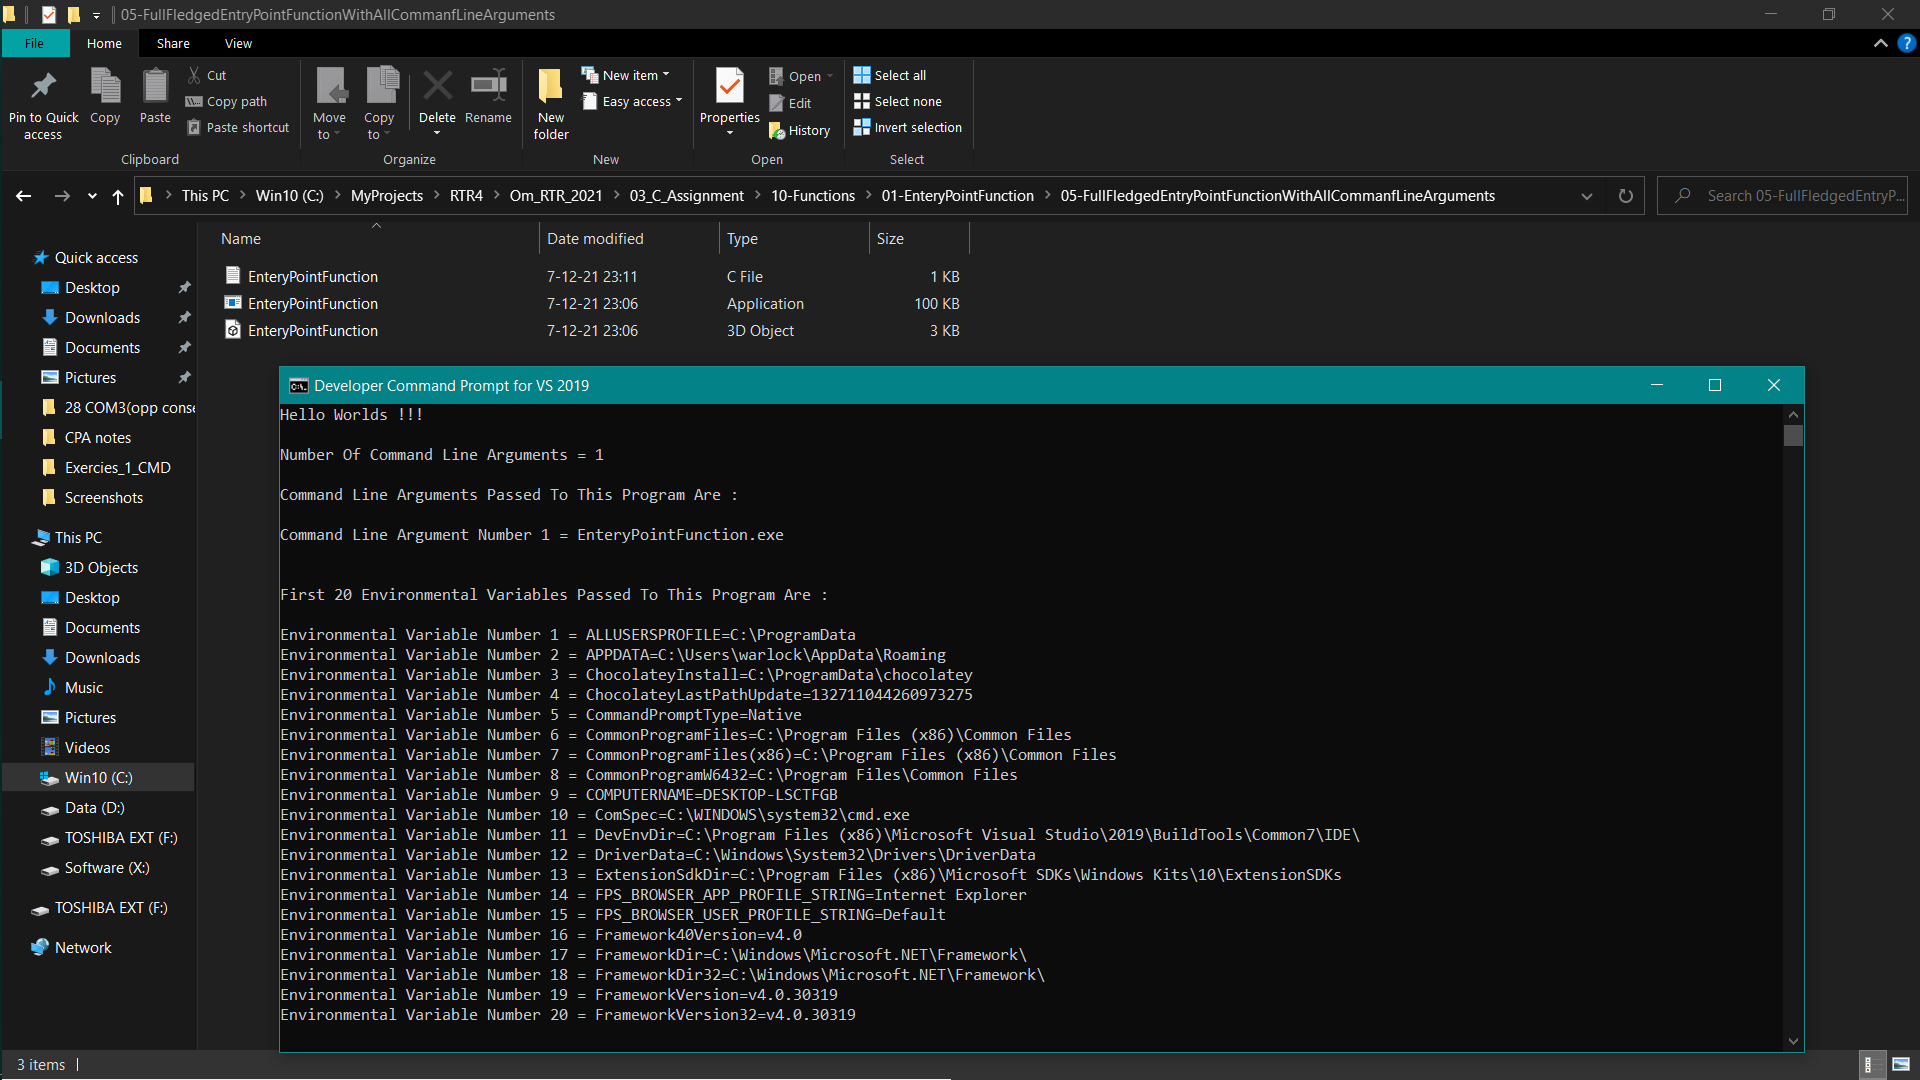 05-FullFledgedEntryPointFunctionWithAllCommanfLineArguments
File Home Share View
Pin to Quick access
Copy
Paste
Cut
Copy path
Paste shortcut
Clipboard
Move to
Copy to
Delete
Rename
Organize
New folder
New item
Easy access
New
Properties
Open
Edit
History
Open
Select all
Select none
Invert selection
Select
This PC > Win10 (C:) > MyProjects > RTR4 > Om_RTR_2021 > 03_C_Assignment > 10-Functions > 01-EnteryPointFunction > 05-FullFledgedEntryPointFunctionWithAllCommanfLineArguments
Search 05-FullFledgedEntryP...
Name Date modified Type Size
EnteryPointFunction 7-12-21 23:11 C File 1 KB
EnteryPointFunction 7-12-21 23:06 Application 100 KB
EnteryPointFunction 7-12-21 23:06 3D Object 3 KB
Quick access
Desktop
Downloads
Documents
Pictures
28 COM3(opp conse
CPA notes
Exercies_1_CMD
Screenshots
This PC
3D Objects
Desktop
Documents
Downloads
Music
Pictures
Videos
Win10 (C:)
Data (D:)
TOSHIBA EXT (F:)
Software (X:)
TOSHIBA EXT (F:)
Network
3 items
Developer Command Prompt for VS 2019
Hello Worlds !!!
Number Of Command Line Arguments = 1
Command Line Arguments Passed To This Program Are :
Command Line Argument Number 1 = EnteryPointFunction.exe
First 20 Environmental Variables Passed To This Program Are :
Environmental Variable Number 1 = ALLUSERSPROFILE=C:\ProgramData
Environmental Variable Number 2 = APPDATA=C:\Users\warlock\AppData\Roaming
Environmental Variable Number 3 = ChocolateyInstall=C:\ProgramData\chocolatey
Environmental Variable Number 4 = ChocolateyLastPathUpdate=132711044260973275
Environmental Variable Number 5 = CommandPromptType=Native
Environmental Variable Number 6 = CommonProgramFiles=C:\Program Files (x86)\Common Files
Environmental Variable Number 7 = CommonProgramFiles(x86)=C:\Program Files (x86)\Common Files
Environmental Variable Number 8 = CommonProgramW6432=C:\Program Files\Common Files
Environmental Variable Number 9 = COMPUTERNAME=DESKTOP-LSCTFGB
Environmental Variable Number 10 = ComSpec=C:\WINDOWS\system32\cmd.exe
Environmental Variable Number 11 = DevEnvDir=C:\Program Files (x86)\Microsoft Visual Studio\2019\BuildTools\Common7\IDE\
Environmental Variable Number 12 = DriverData=C:\Windows\System32\Drivers\DriverData
Environmental Variable Number 13 = ExtensionSdkDir=C:\Program Files (x86)\Microsoft SDKs\Windows Kits\10\ExtensionSDKs
Environmental Variable Number 14 = FPS_BROWSER_APP_PROFILE_STRING=Internet Explorer
Environmental Variable Number 15 = FPS_BROWSER_USER_PROFILE_STRING=Default
Environmental Variable Number 16 = Framework40Version=v4.0
Environmental Variable Number 17 = FrameworkDir=C:\Windows\Microsoft.NET\Framework\
Environmental Variable Number 18 = FrameworkDir32=C:\Windows\Microsoft.NET\Framework\
Environmental Variable Number 19 = FrameworkVersion=v4.0.30319
Environmental Variable Number 20 = FrameworkVersion32=v4.0.30319